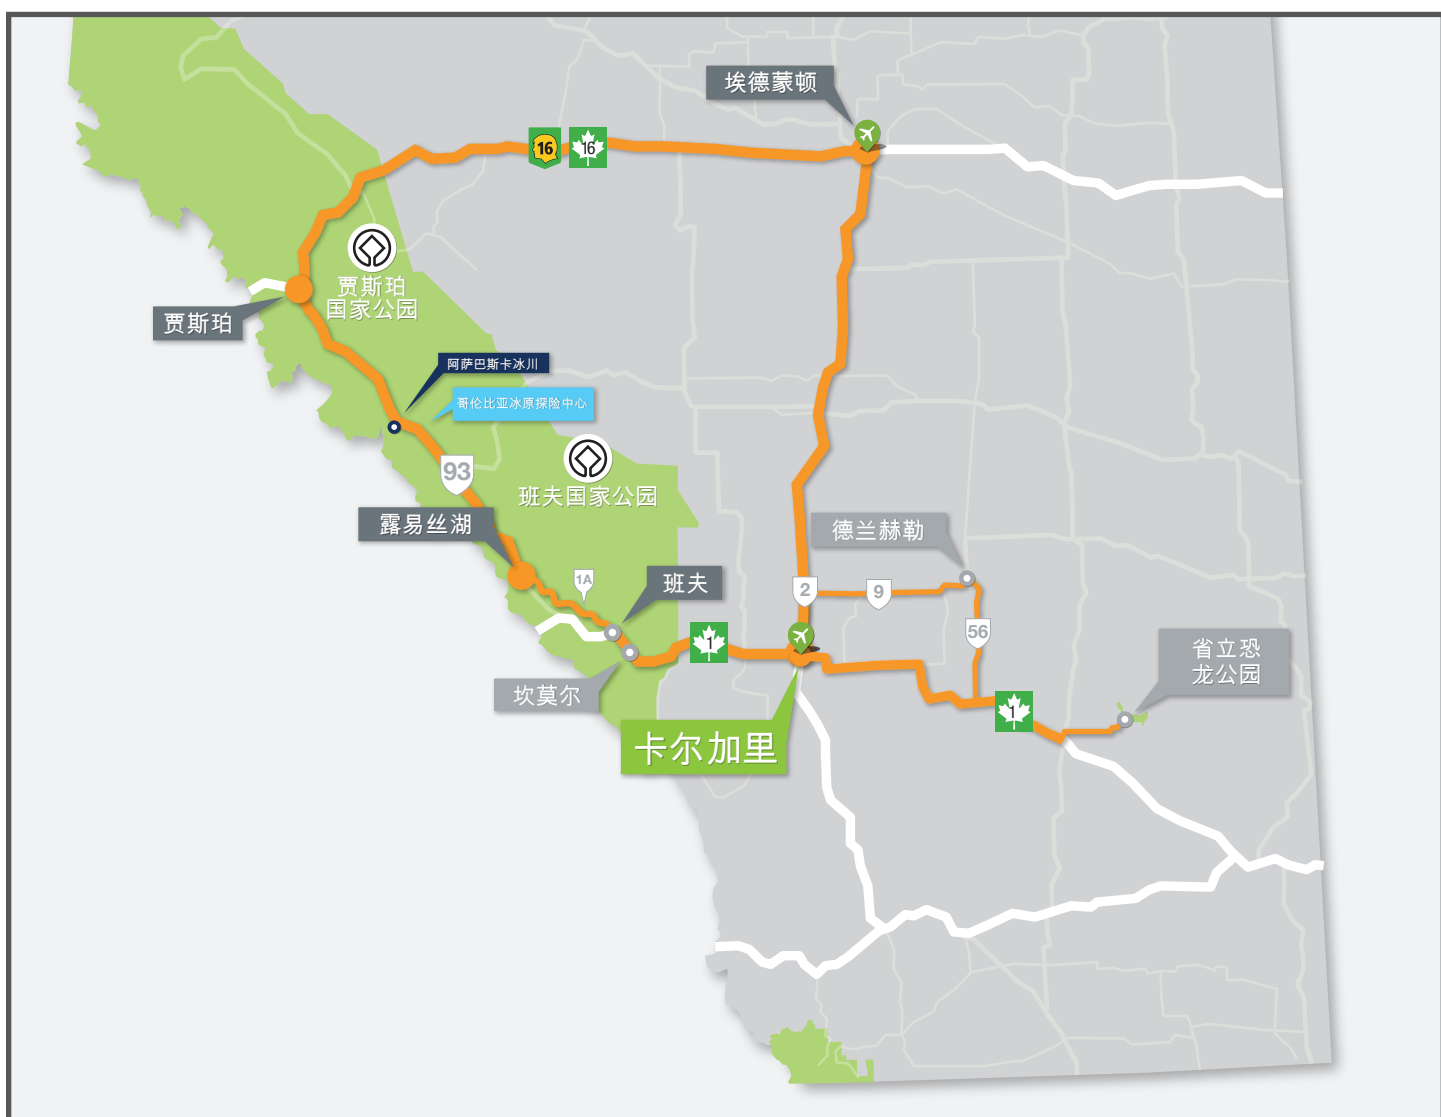 埃德蒙顿
16
16
贾斯珀
国家公园
贾斯珀
阿萨巴斯卡冰川
哥伦比亚冰原探险中心
93
班夫国家公园
露易丝湖
德兰赫勒
1A
班夫
2
9
56
1
省立恐
龙公园
坎莫尔
1
卡尔加里